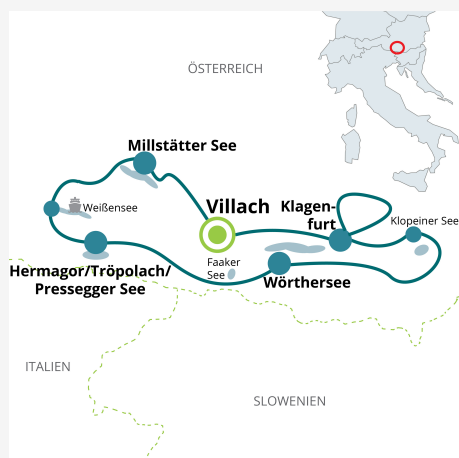 ÖSTERREICH
Millstätter See
Weißensee
Villach
Klagen-
furt
Klopeiner See
Faaker
See
Hermagor/Tröpolach/
Pressegger See
Wörthersee
ITALIEN
SLOWENIEN